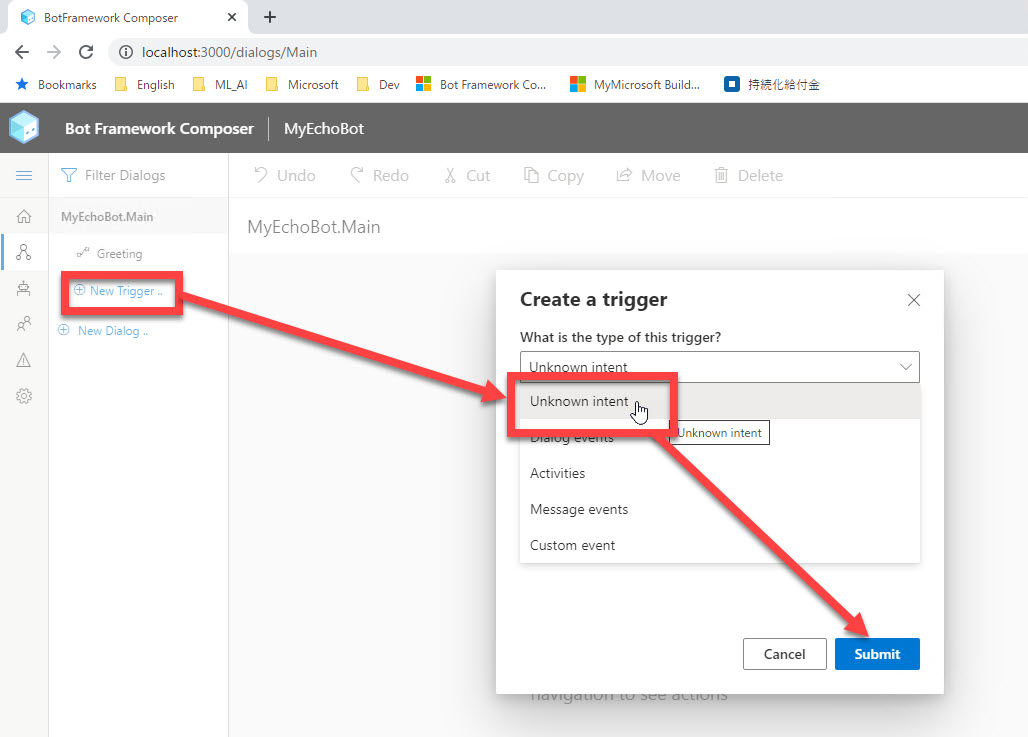 BotFramework Composer
localhost:3000/dialogs/Main
Bookmarks English ML_AI Microsoft Dev Bot Framework Co... MyMicrosoft Build... 持続化給付金
Bot Framework Composer MyEchoBot
Filter Dialogs Undo Redo Cut Copy Move Delete
MyEchoBot.Main
MyEchoBot.Main
Greeting
New Trigger ..
New Dialog ..
Create a trigger
What is the type of this trigger?
Unknown intent
Unknown intent
Dialog events
Unknown intent
Activities
Message events
Custom event
Cancel Submit
navigation to see actions